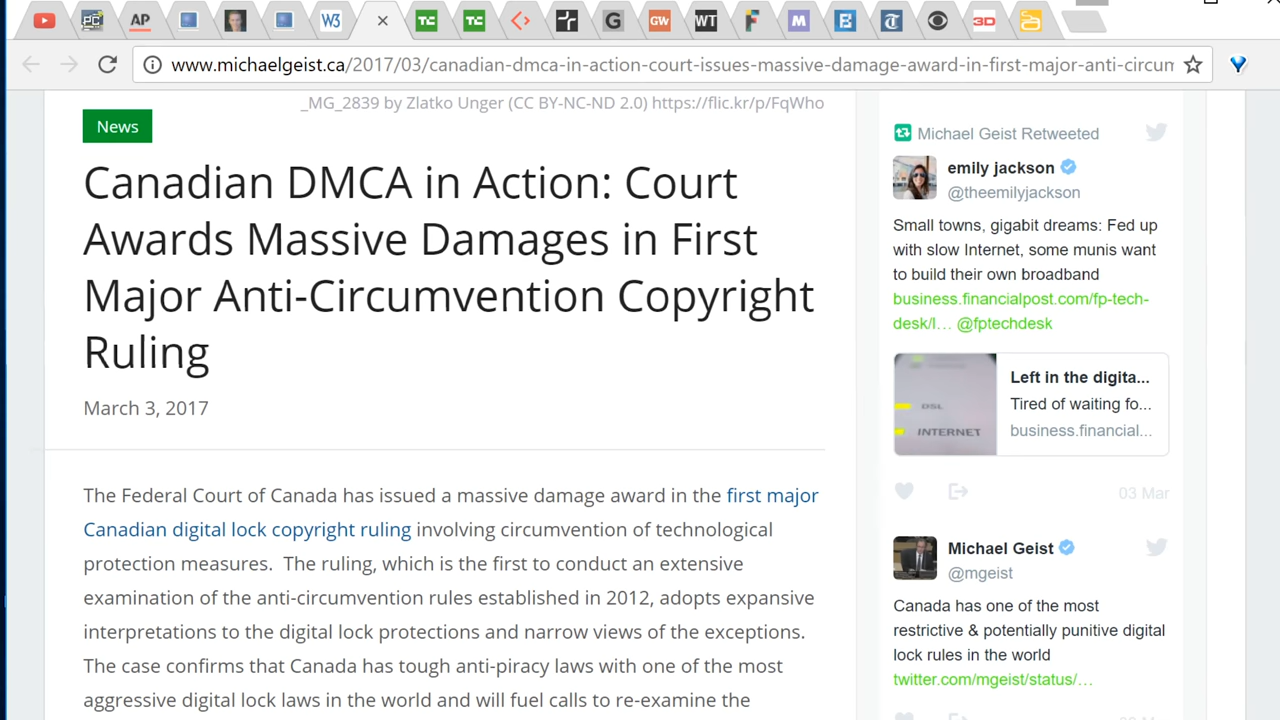 AP
W3
TC
TC
G
GW
WT
F
M
B
T
3D
www.michaelgeist.ca/2017/03/canadian-dmca-in-action-court-issues-massive-damage-award-in-first-major-anti-circum
_MG_2839 by Zlatko Unger (CC BY-NC-ND 2.0) https://flic.kr/p/FqWho
News
Canadian DMCA in Action: Court
Awards Massive Damages in First
Major Anti-Circumvention Copyright
Ruling
March 3, 2017
The Federal Court of Canada has issued a massive damage award in the first major
Canadian digital lock copyright ruling involving circumvention of technological
protection measures. The ruling, which is the first to conduct an extensive
examination of the anti-circumvention rules established in 2012, adopts expansive
interpretations to the digital lock protections and narrow views of the exceptions.
The case confirms that Canada has tough anti-piracy laws with one of the most
aggressive digital lock laws in the world and will fuel calls to re-examine the
Michael Geist Retweeted
emily jackson
@theemilyjackson
Small towns, gigabit dreams: Fed up
with slow Internet, some munis want
to build their own broadband
business.financialpost.com/fp-tech-
desk/l… @fptechdesk
DSL
INTERNET
Left in the digita...
Tired of waiting fo...
business.financial...
03 Mar
Michael Geist
@mgeist
Canada has one of the most
restrictive & potentially punitive digital
lock rules in the world
twitter.com/mgeist/status/…